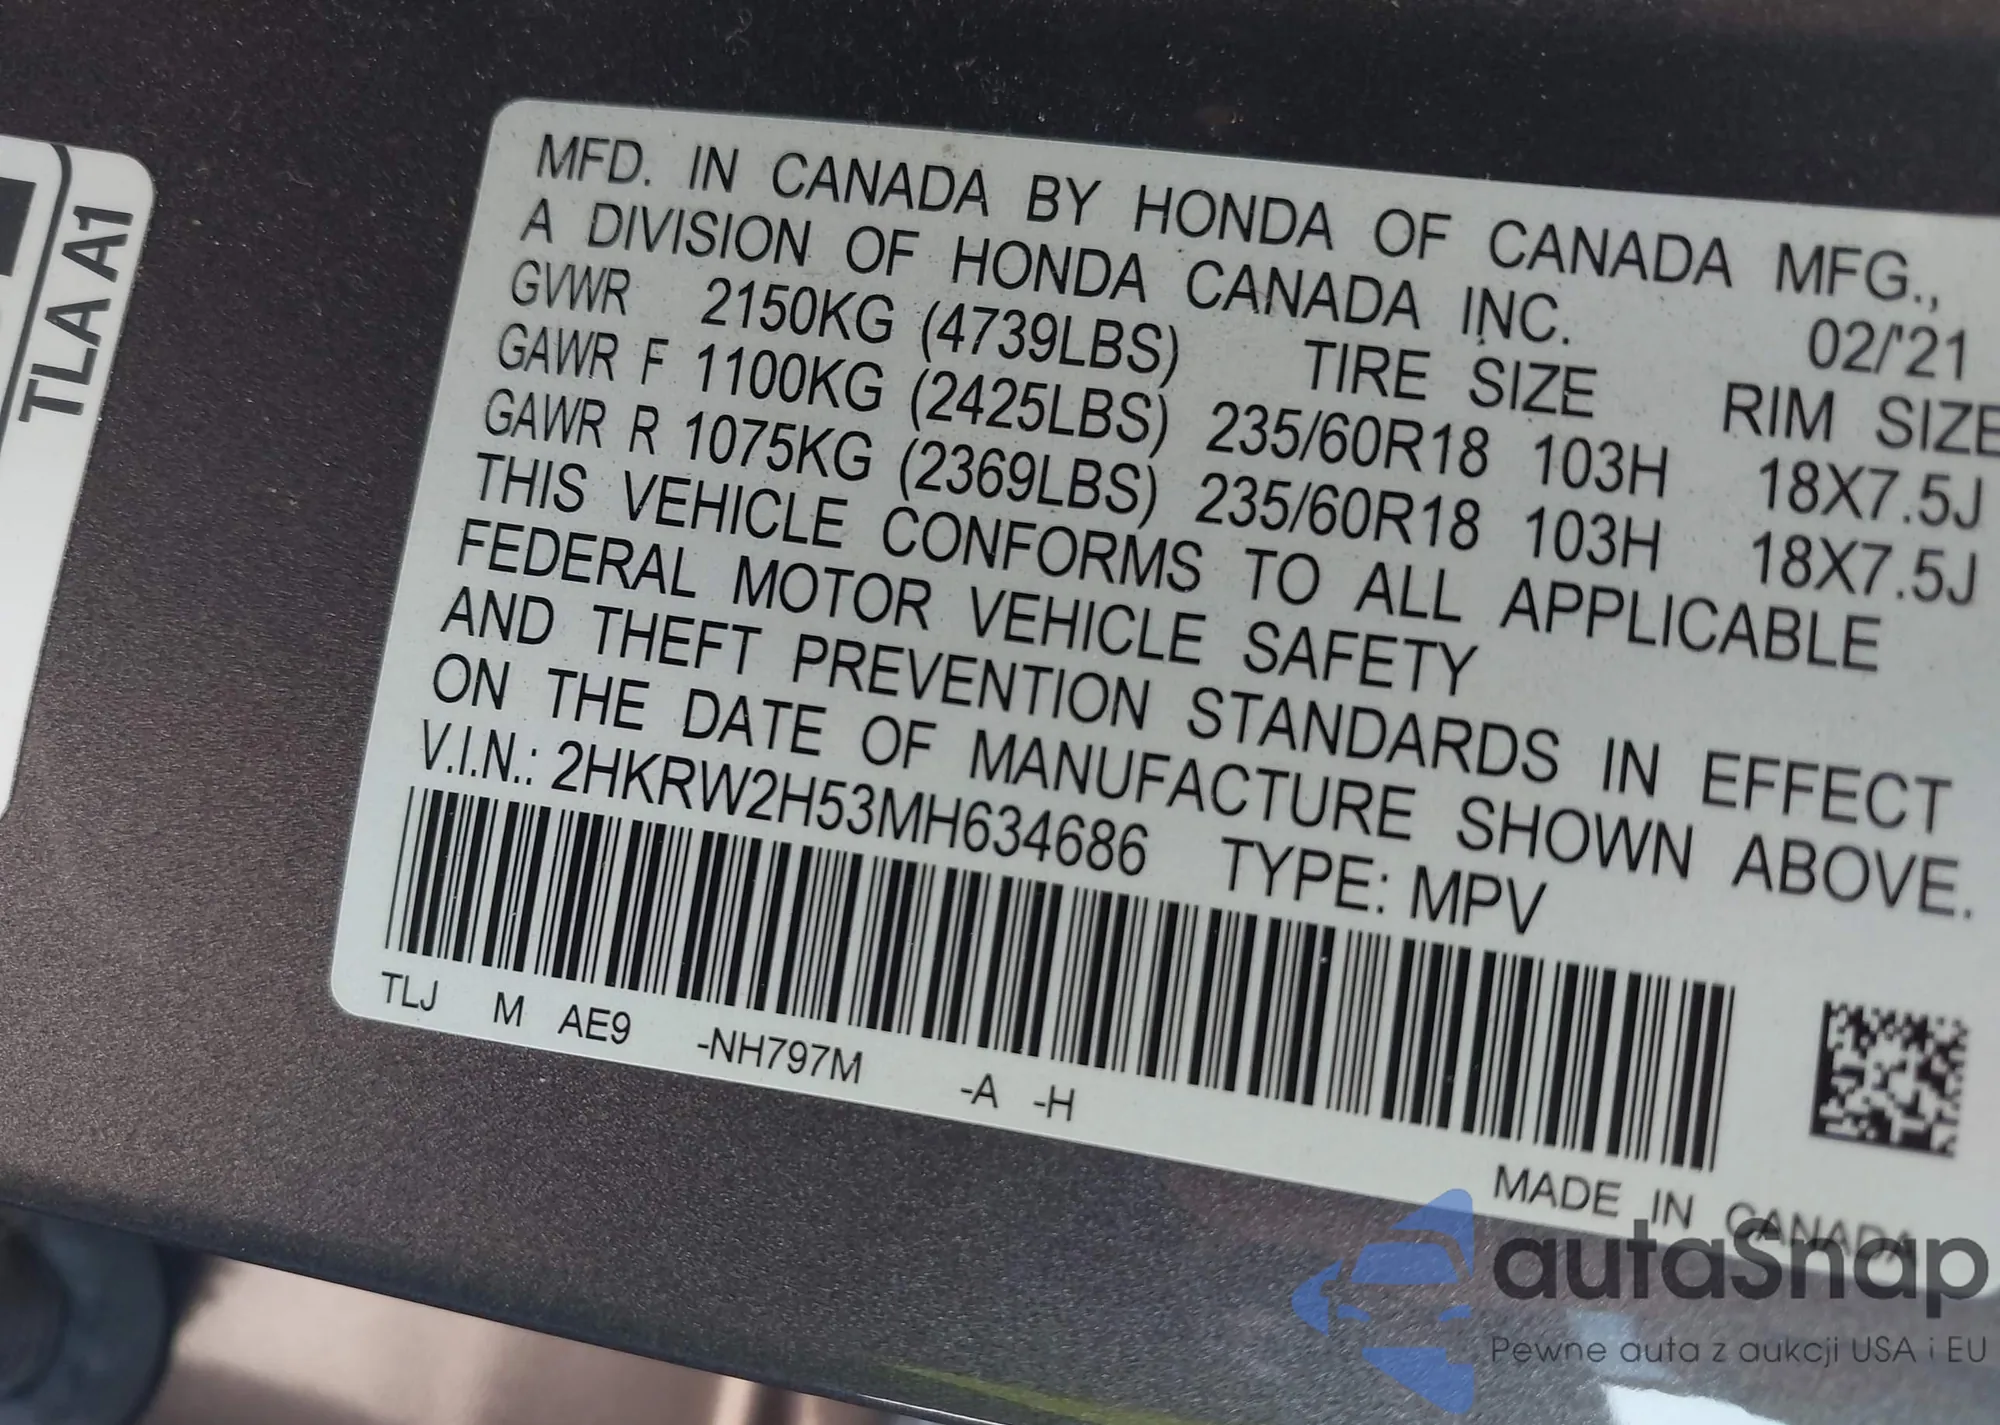 TLA A1
MFD. IN CANADA BY HONDA OF CANADA MFG.,
A DIVISION OF HONDA CANADA INC. 02/'21
GVWR 2150KG (4739LBS) TIRE SIZE RIM SIZE
GAWR F 1100KG (2425LBS) 235/60R18 103H 18X7.5J
GAWR R 1075KG (2369LBS) 235/60R18 103H 18X7.5J
THIS VEHICLE CONFORMS TO ALL APPLICABLE
FEDERAL MOTOR VEHICLE SAFETY
AND THEFT PREVENTION STANDARDS IN EFFECT
ON THE DATE OF MANUFACTURE SHOWN ABOVE.
V.I.N.: 2HKRW2H53MH634686 TYPE: MPV
TLJ M AE9 -NH797M -A -H
MADE IN CANADA
autaSnap
Pewne auta z aukcji USA i EU